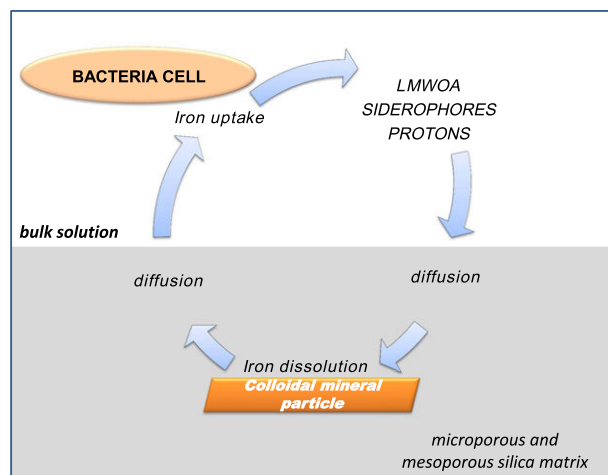 BACTERIA CELL
Iron uptake
LMWOA
SIDEROPHORES
PROTONS
bulk solution
diffusion
diffusion
Iron dissolution
Colloidal mineral
particle
microporous and
mesoporous silica matrix